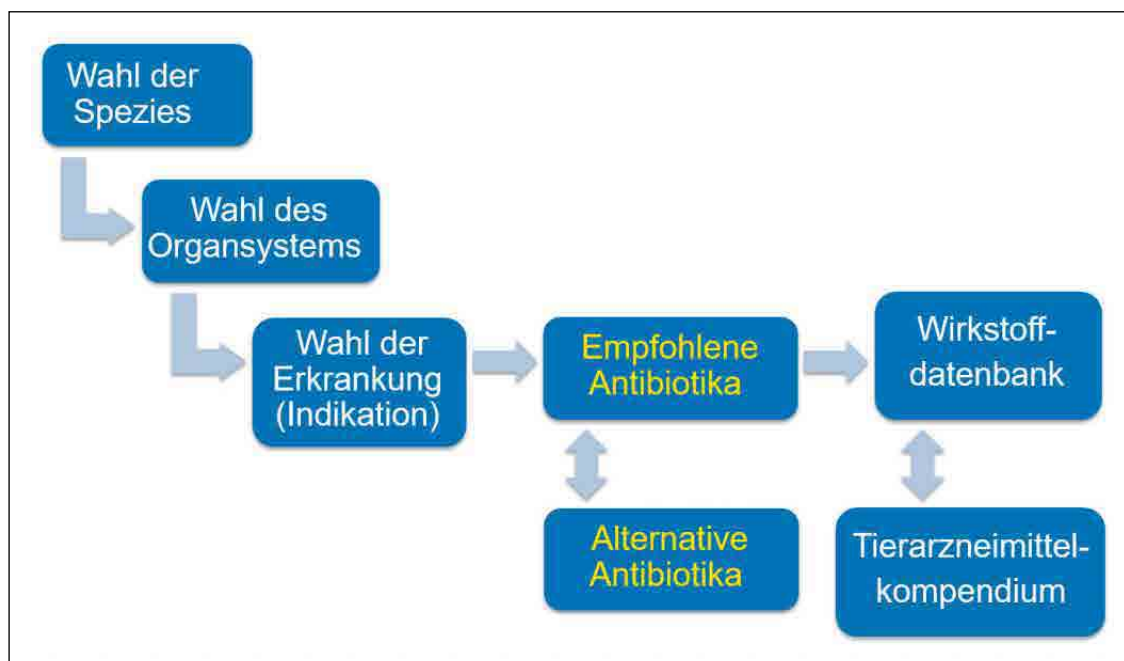 Wahl der
Spezies
Wahl des
Organsystems
Wahl der
Erkrankung
(Indikation)
Empfohlene
Antibiotika
Wirkstoff-
datenbank
Alternative
Antibiotika
Tierarzneimittel-
kompendium